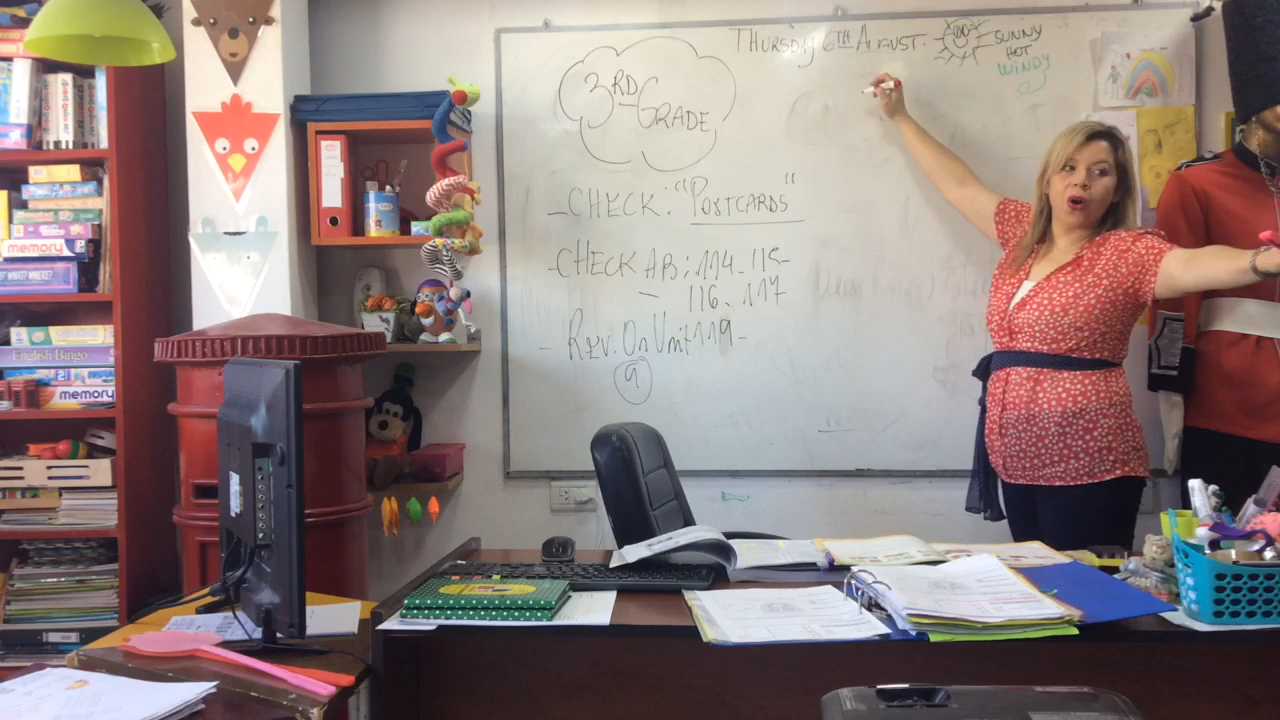 THURSDAY 6TH AUGUST.
SUNNY
HOT
WINDY
3RD GRADE
- CHECK: "POSTCARDS"
- CHECK AB: 114-115-
- 116-117
- Rev. On Unit 119-
9
memory
English Bingo
memory